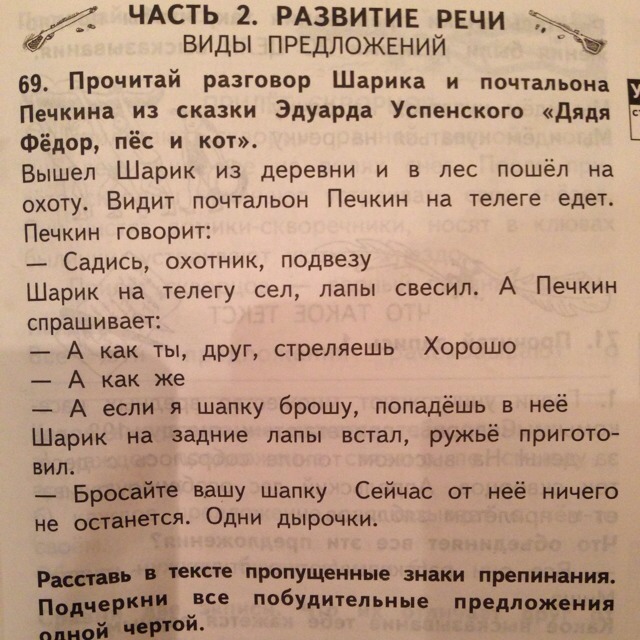 ЧАСТЬ 2. РАЗВИТИЕ РЕЧИ
ВИДЫ ПРЕДЛОЖЕНИЙ
69. Прочитай разговор Шарика и почтальона
Печкина из сказки Эдуарда Успенского «Дядя
Фёдор, пёс и кот».
Вышел Шарик из деревни и в лес пошёл на
охоту. Видит почтальон Печкин на телеге едет.
Печкин говорит:
— Садись, охотник, подвезу
Шарик на телегу сел, лапы свесил. А Печкин
спрашивает:
— А как ты, друг, стреляешь Хорошо
— А как же
— А если я шапку брошу, попадёшь в неё
Шарик на задние лапы встал, ружьё пригото-
вил.
— Бросайте вашу шапку Сейчас от неё ничего
не останется. Одни дырочки.
Расставь в тексте пропущенные знаки препинания.
Подчеркни все побудительные предложения
одной чертой.